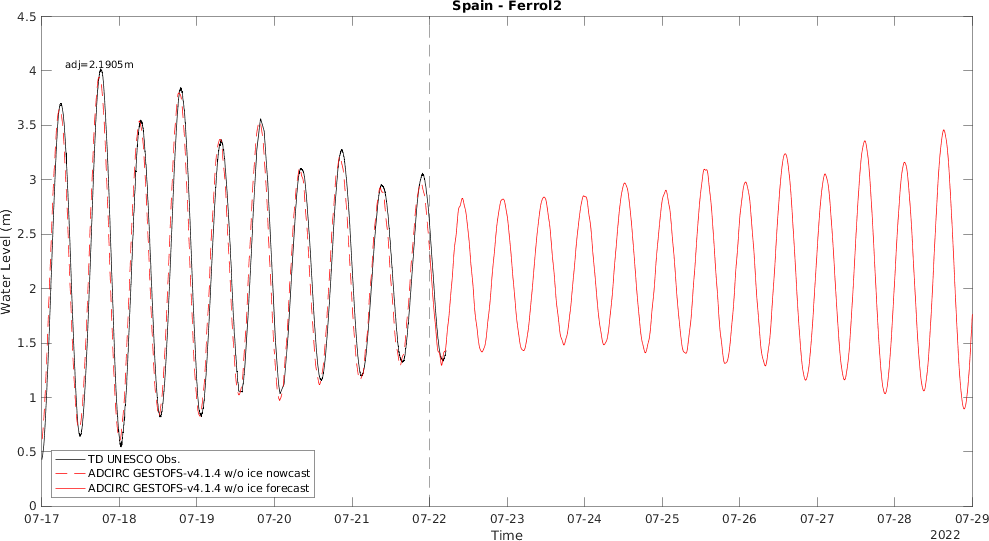 Spain - Ferrol2
adj=2.1905m
Water Level (m)
4.5
4
3.5
3
2.5
2
1.5
1
0.5
0
TD UNESCO Obs.
ADCIRC GESTOFS-v4.1.4 w/o ice nowcast
ADCIRC GESTOFS-v4.1.4 w/o ice forecast
07-17 07-18 07-19 07-20 07-21 07-22 07-23 07-24 07-25 07-26 07-27 07-28 07-29
Time
2022